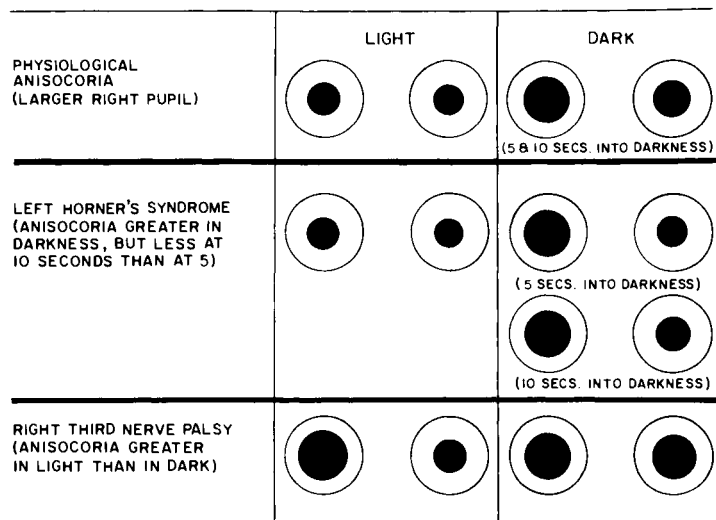 LIGHT
DARK
PHYSIOLOGICAL
ANISOCORIA
(LARGER RIGHT PUPIL)
(5 & 10 SECS. INTO DARKNESS)
LEFT HORNER'S SYNDROME
(ANISOCORIA GREATER IN
DARKNESS, BUT LESS AT
10 SECONDS THAN AT 5)
(5 SECS. INTO DARKNESS)
(10 SECS. INTO DARKNESS)
RIGHT THIRD NERVE PALSY
(ANISOCORIA GREATER
IN LIGHT THAN IN DARK)